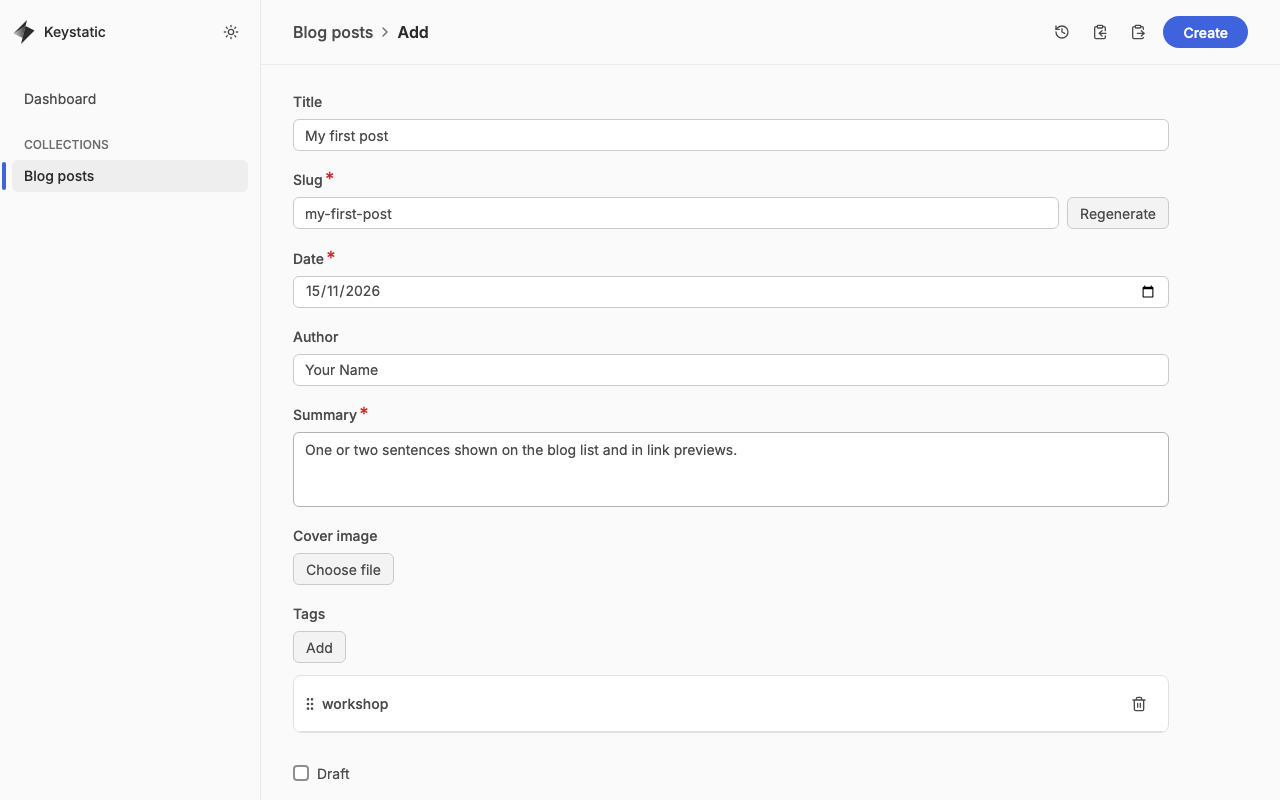 Keystatic
Blog posts > Add
Create
Dashboard
COLLECTIONS
Blog posts
Title
My first post
Slug *
my-first-post
Regenerate
Date *
15/11/2026
Author
Your Name
Summary *
One or two sentences shown on the blog list and in link previews.
Cover image
Choose file
Tags
Add
workshop
Draft